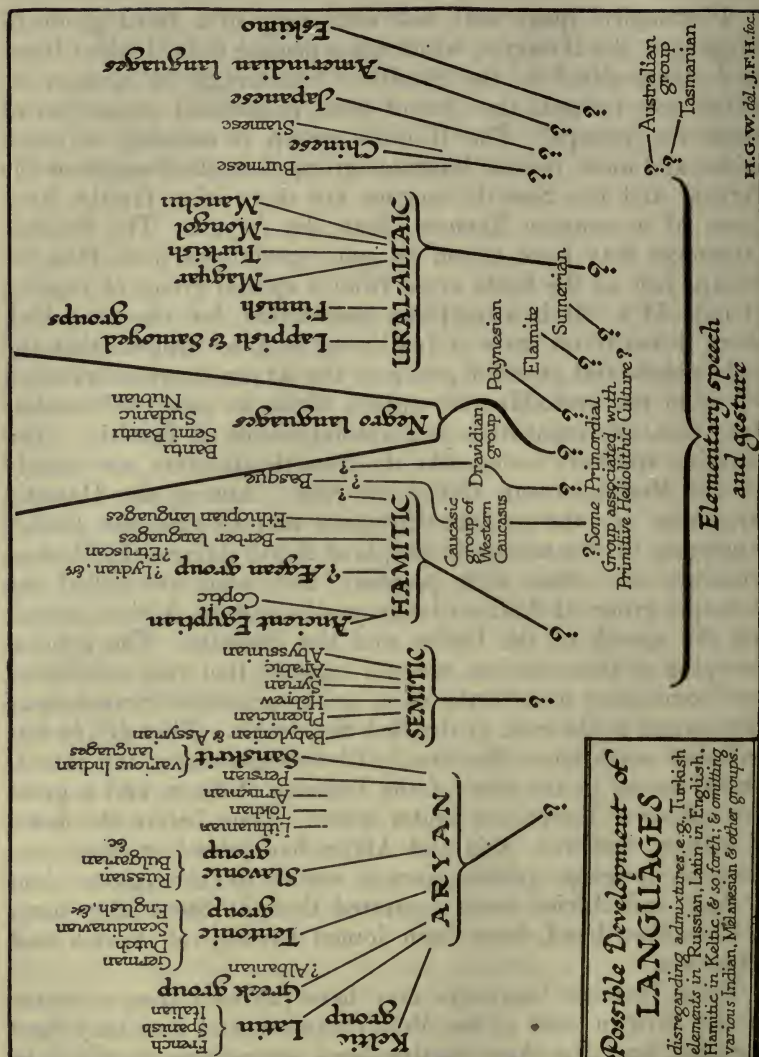 Possible Development of
LANGUAGES
disregarding admixtures, e.g., Turkish
elements in Russian, Latin in English,
Hamitic in Keltic, & so forth; & omitting
various Indian, Melanesian & other groups.
Keltic
group
French
Spanish
Italian
Latin
Greek group
?Albanian
German
Dutch
Scandinavian
English, &c
Teutonic
group
Russian
Bulgarian
&c.
Slavonic
group
Lithuanian
Tokhari
Armenian
Persian
Sanskrit
various Indian
languages
ARYAN
?
Babylonian & Assyrian
Phœnician
Hebrew
Syrian
Arabic
Abyssinian
SEMITIC
?
Ancient Egyptian
Coptic
? Ægean group
?Lydian, &c
?Etruscan
Berber languages
Ethiopian languages
?
HAMITIC
?
Basque
?
?
Caucasic
group of
Western
Caucasus
Dravidian
group
?
? Some Primordial
Group associated with
Primitive Heliolithic Culture?
Bantu
Semi Bantu
Sudanic
Nubian
Negro languages
?
Polynesian
?
Elamite
?
Sumerian
?
Lappish & Samoyed
groups
Finnish
Magyar
Turkish
Mongol
Manchu
URAL-ALTAIC
?
Burmese
Chinese
Siamese
?
Japanese
?
Amerindian languages
?
Eskimo
?
Australian
group
?
Tasmanian
?
Elementary speech
and gesture
H.G.W. del. J.F.H. fec.